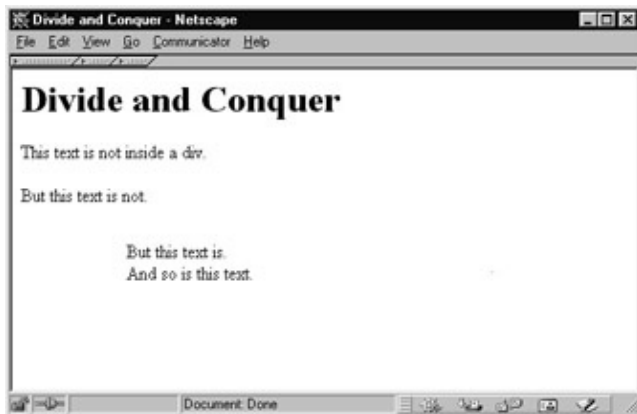 Divide and Conquer - Netscape
File Edit View Go Communicator Help
Divide and Conquer
This text is not inside a div.
But this text is not.
But this text is.
And so is this text.
Document: Done